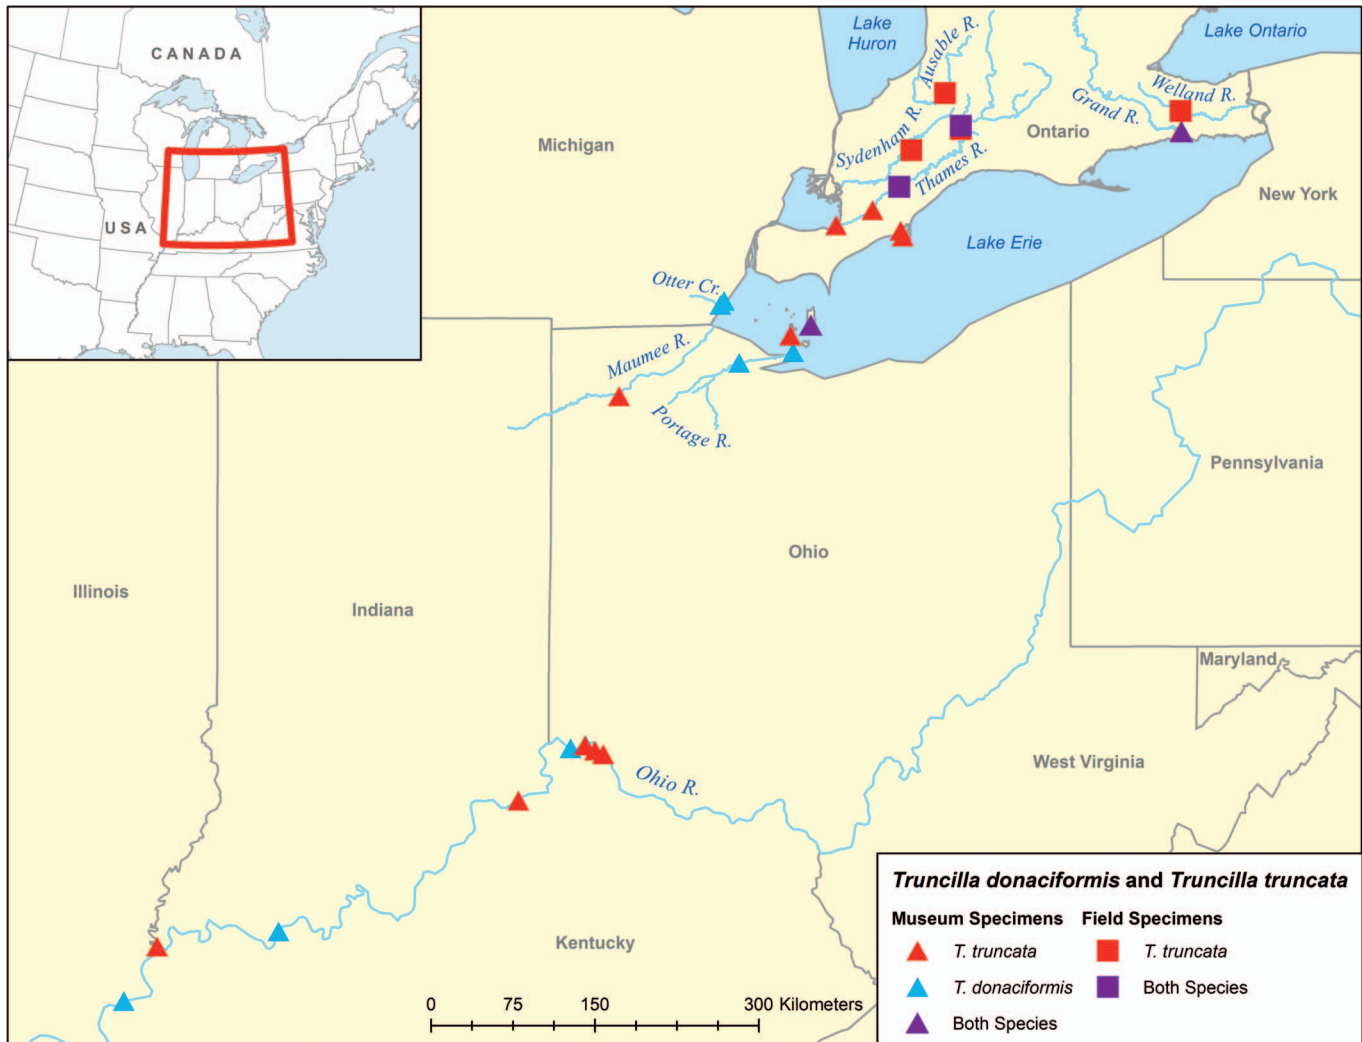 CANADA
USA
Lake
Huron
Ausable R.
Lake Ontario
Welland R.
Grand R.
Michigan
Sydenham R.
Ontario
Thames R.
New York
Lake Erie
Otter Cr.
Maumee R.
Portage R.
Pennsylvania
Ohio
Illinois
Indiana
Maryland
West Virginia
Ohio R.
Kentucky
0 75 150 300 Kilometers
Truncilla donaciformis and Truncilla truncata
Museum Specimens Field Specimens
T. truncata T. truncata
T. donaciformis Both Species
Both Species